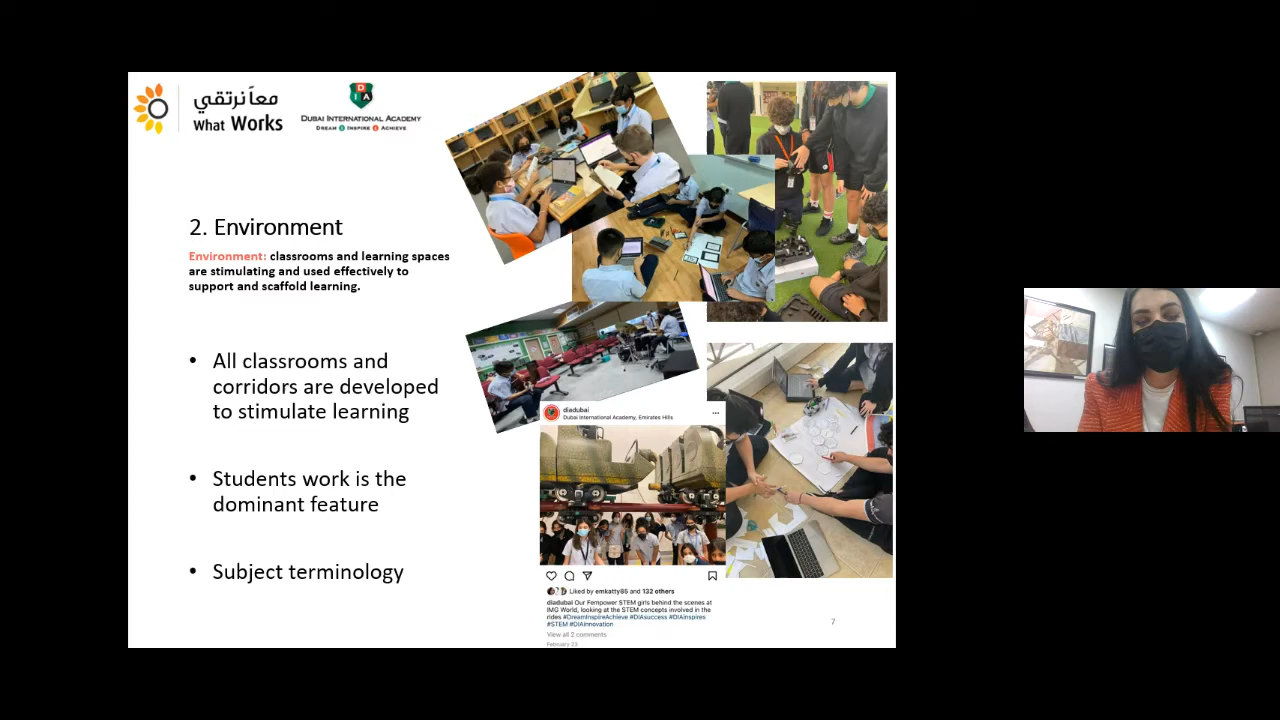 معاً نرتقي
What Works
DIA
DUBAI INTERNATIONAL ACADEMY
DREAM INSPIRE ACHIEVE
2. Environment
Environment: classrooms and learning spaces
are stimulating and used effectively to
support and scaffold learning.
• All classrooms and
corridors are developed
to stimulate learning
• Students work is the
dominant feature
• Subject terminology
diadubai
Dubai International Academy, Emirates Hills
Liked by emkatty85 and 132 others
diadubai Our Fempower STEM girls behind the scenes at
IMG World, looking at the STEM concepts involved in the
rides #DreamInspireAchieve #DIAsuccess #DIAinspires
#STEM #DIAinnovation
View all 2 comments
February 23
7